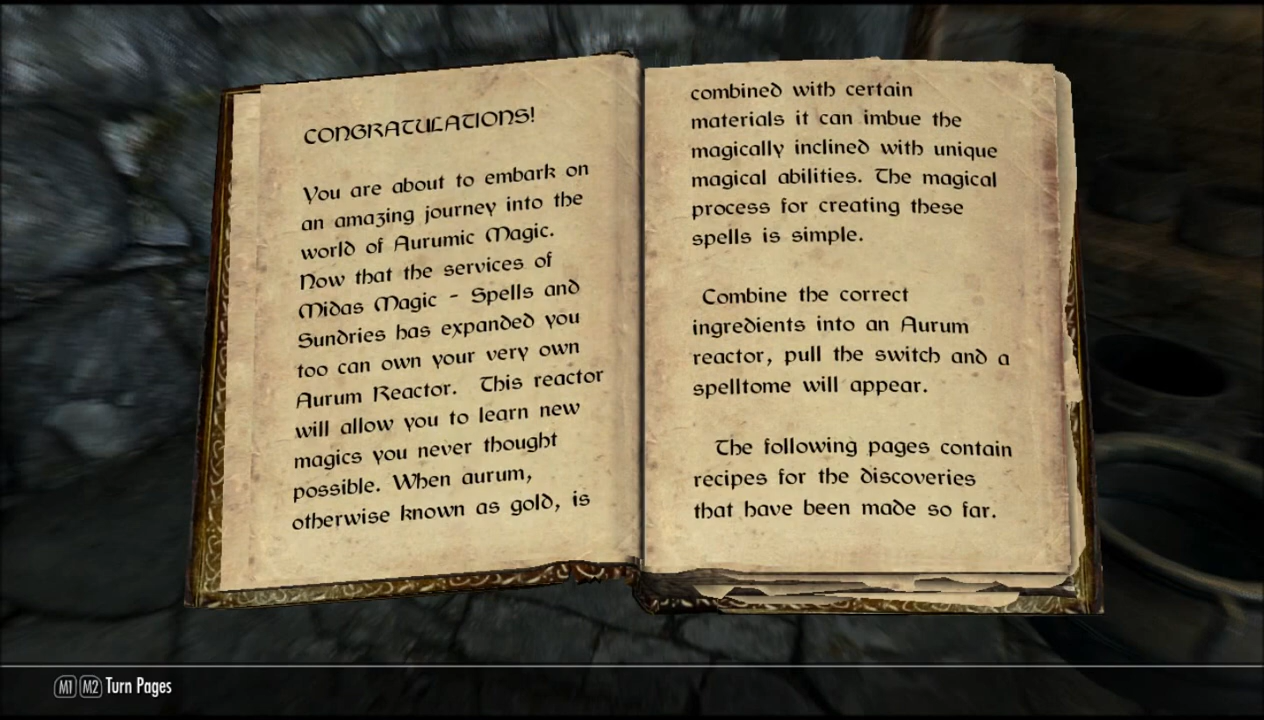 CONGRATULATIONS!
You are about to embark on
an amazing journey into the
world of Aurumic Magic.
Now that the services of
Midas Magic - Spells and
Sundries has expanded you
too can own your very own
Aurum Reactor. This reactor
will allow you to learn new
magics you never thought
possible. When aurum,
otherwise known as gold, is
combined with certain
materials it can imbue the
magically inclined with unique
magical abilities. The magical
process for creating these
spells is simple.
Combine the correct
ingredients into an Aurum
reactor, pull the switch and a
spelltome will appear.
The following pages contain
recipes for the discoveries
that have been made so far.
M1 M2 Turn Pages